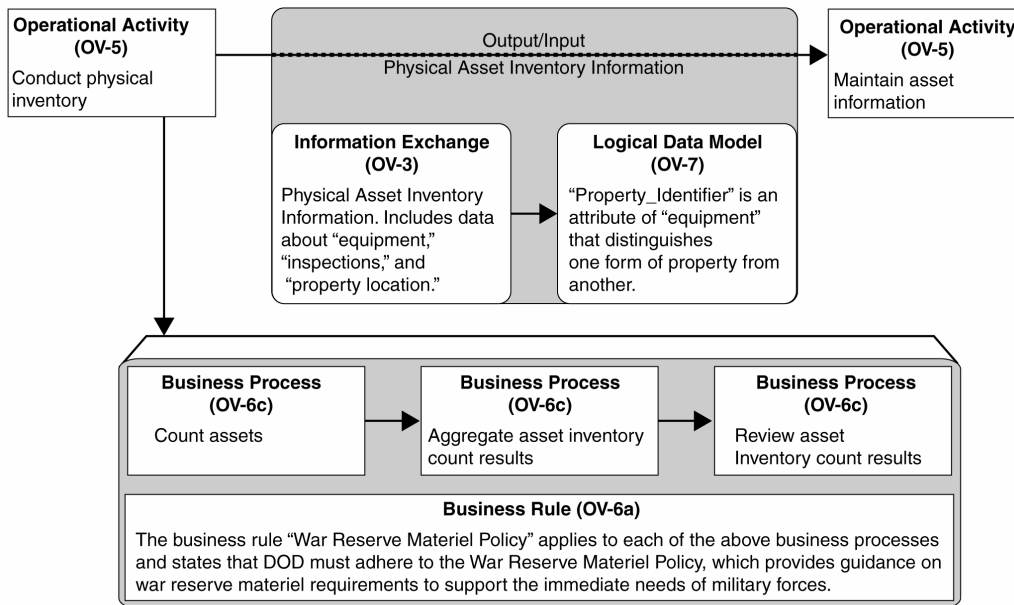 Operational Activity
(OV-5)
Conduct physical
inventory
Output/Input
Physical Asset Inventory Information
Operational Activity
(OV-5)
Maintain asset
information
Information Exchange
(OV-3)
Physical Asset Inventory
Information. Includes data
about “equipment,”
“inspections,” and
“property location.”
Logical Data Model
(OV-7)
“Property_Identifier” is an
attribute of “equipment”
that distinguishes
one form of property from
another.
Business Process
(OV-6c)
Count assets
Business Process
(OV-6c)
Aggregate asset inventory
count results
Business Process
(OV-6c)
Review asset
Inventory count results
Business Rule (OV-6a)
The business rule “War Reserve Materiel Policy” applies to each of the above business processes
and states that DOD must adhere to the War Reserve Materiel Policy, which provides guidance on
war reserve materiel requirements to support the immediate needs of military forces.